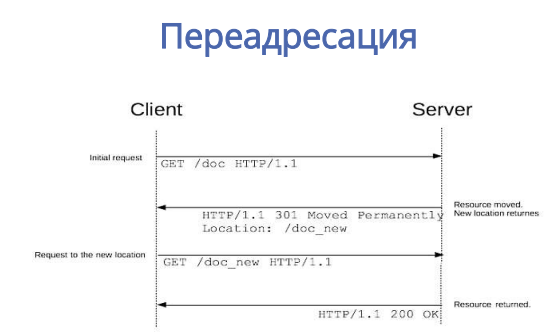 Переадресация
Client
Server
Initial request
GET /doc HTTP/1.1
Resource moved.
New location returnes
HTTP/1.1 301 Moved Permanently
Location: /doc_new
Request to the new location
GET /doc_new HTTP/1.1
Resource returned.
HTTP/1.1 200 OK